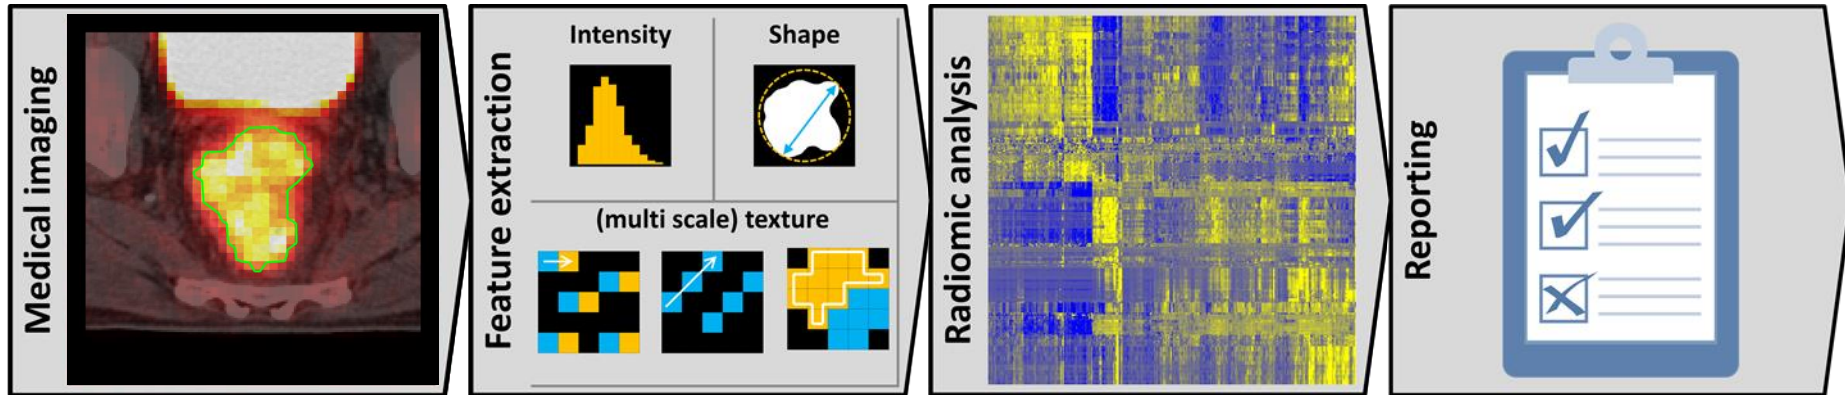 Medical imaging
Feature extraction
Intensity
Shape
(multi scale) texture
Radiomic analysis
Reporting